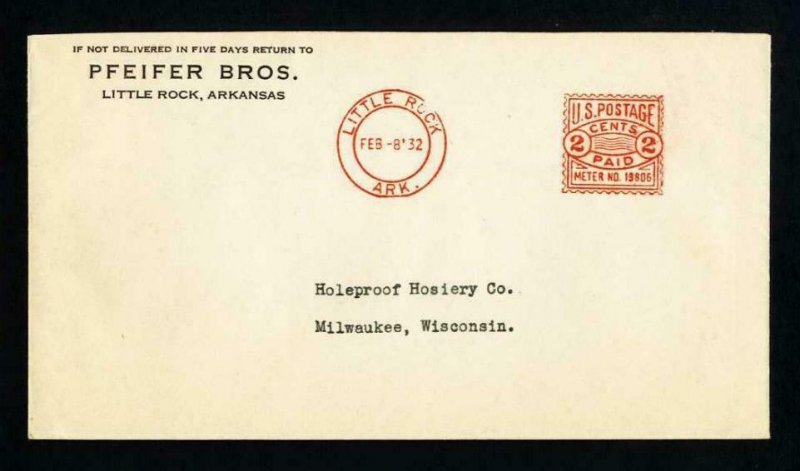 IF NOT DELIVERED IN FIVE DAYS RETURN TO
PFEIFER BROS.
LITTLE ROCK, ARKANSAS
LITTLE ROCK
FEB -8'32
ARK.
U.S. POSTAGE
CENTS
2 2
PAID
METER NO. 19806
Holeproof Hosiery Co.
Milwaukee, Wisconsin.